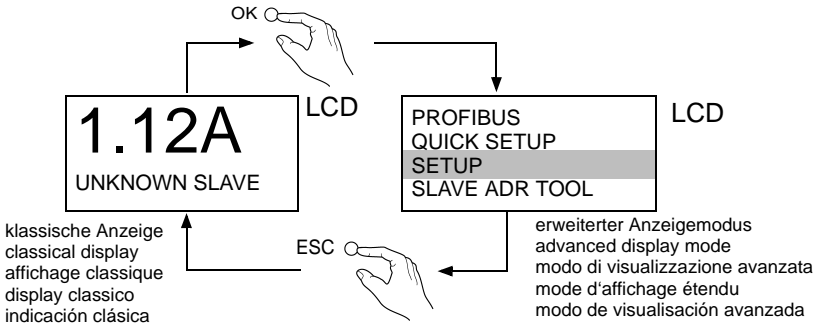 OK
1.12A
UNKNOWN SLAVE
LCD
PROFIBUS
QUICK SETUP
SETUP
SLAVE ADR TOOL
LCD
klassische Anzeige
classical display
affichage classique
display classico
indicación clásica
ESC
erweiterter Anzeigemodus
advanced display mode
modo di visualizzazione avanzata
mode d'affichage étendu
modo de visualisación avanzada